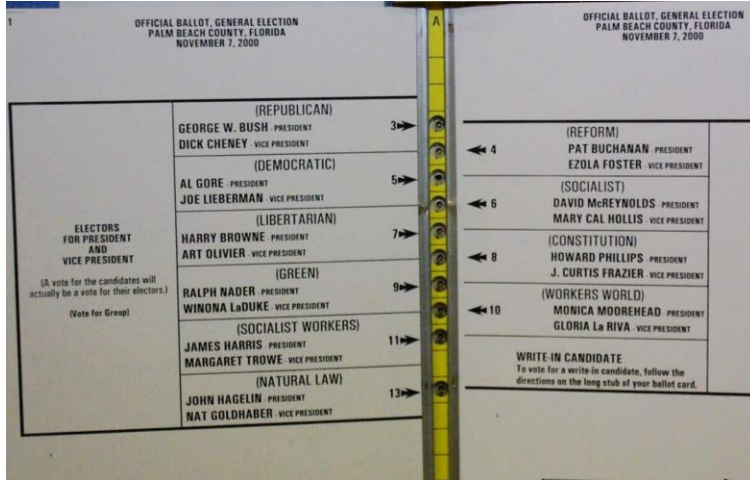 1
OFFICIAL BALLOT, GENERAL ELECTION
PALM BEACH COUNTY, FLORIDA
NOVEMBER 7, 2000
ELECTORS
FOR PRESIDENT
AND
VICE PRESIDENT
(A vote for the candidates will
actually be a vote for their electors.)
(Vote for Group)
(REPUBLICAN)
GEORGE W. BUSH - PRESIDENT 3
DICK CHENEY - VICE PRESIDENT
(DEMOCRATIC)
AL GORE - PRESIDENT 5
JOE LIEBERMAN - VICE PRESIDENT
(LIBERTARIAN)
HARRY BROWNE - PRESIDENT 7
ART OLIVIER - VICE PRESIDENT
(GREEN)
RALPH NADER - PRESIDENT 9
WINONA LaDUKE - VICE PRESIDENT
(SOCIALIST WORKERS)
JAMES HARRIS - PRESIDENT 11
MARGARET TROWE - VICE PRESIDENT
(NATURAL LAW)
JOHN HAGELIN - PRESIDENT 13
NAT GOLDHABER - VICE PRESIDENT
A
OFFICIAL BALLOT, GENERAL ELECTION
PALM BEACH COUNTY, FLORIDA
NOVEMBER 7, 2000
(REFORM)
4 PAT BUCHANAN - PRESIDENT
EZOLA FOSTER - VICE PRESIDENT
(SOCIALIST)
6 DAVID McREYNOLDS - PRESIDENT
MARY CAL HOLLIS - VICE PRESIDENT
(CONSTITUTION)
8 HOWARD PHILLIPS - PRESIDENT
J. CURTIS FRAZIER - VICE PRESIDENT
(WORKERS WORLD)
10 MONICA MOOREHEAD - PRESIDENT
GLORIA La RIVA - VICE PRESIDENT
WRITE-IN CANDIDATE
To vote for a write-in candidate, follow the
directions on the long stub of your ballot card.